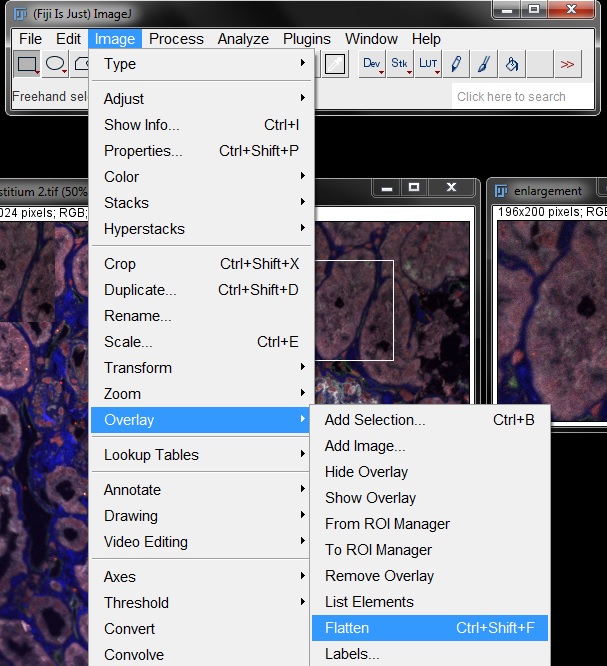 (Fiji Is Just) ImageJ
File Edit Image Process Analyze Plugins Window Help
Dev Stk LUT >>
Freehand sel
Click here to search
Type
Adjust
Show Info... Ctrl+I
Properties... Ctrl+Shift+P
Color
Stacks
Hyperstacks
Crop Ctrl+Shift+X
Duplicate... Ctrl+Shift+D
Rename...
Scale... Ctrl+E
Transform
Zoom
Overlay
Lookup Tables
Annotate
Drawing
Video Editing
Axes
Threshold
Convert
Convolve
stitium 2.tif (50%
024 pixels; RGB;
enlargement
196x200 pixels; RGB
Add Selection... Ctrl+B
Add Image...
Hide Overlay
Show Overlay
From ROI Manager
To ROI Manager
Remove Overlay
List Elements
Flatten Ctrl+Shift+F
Labels...